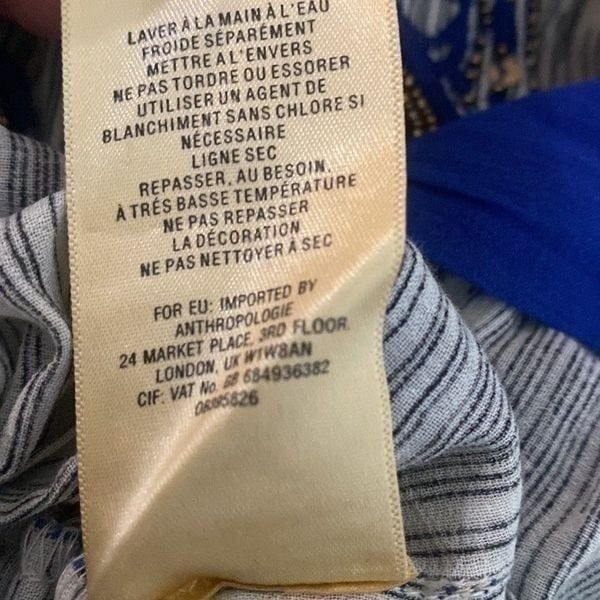 LAVER À LA MAIN À L'EAU
FROIDE SÉPARÉMENT
METTRE A L'ENVERS
NE PAS TORDRE OU ESSORER
UTILISER UN AGENT DE
BLANCHIMENT SANS CHLORE SI
NÉCESSAIRE
LIGNE SEC
REPASSER, AU BESOIN,
À TRÉS BASSE TEMPÉRATURE
NE PAS REPASSER
LA DÉCORATION
NE PAS NETTOYER À SEC
FOR EU: IMPORTED BY
ANTHROPOLOGIE
24 MARKET PLACE, 3RD FLOOR
LONDON, UK W1W8AN
CIF: VAT No. GB 684936382